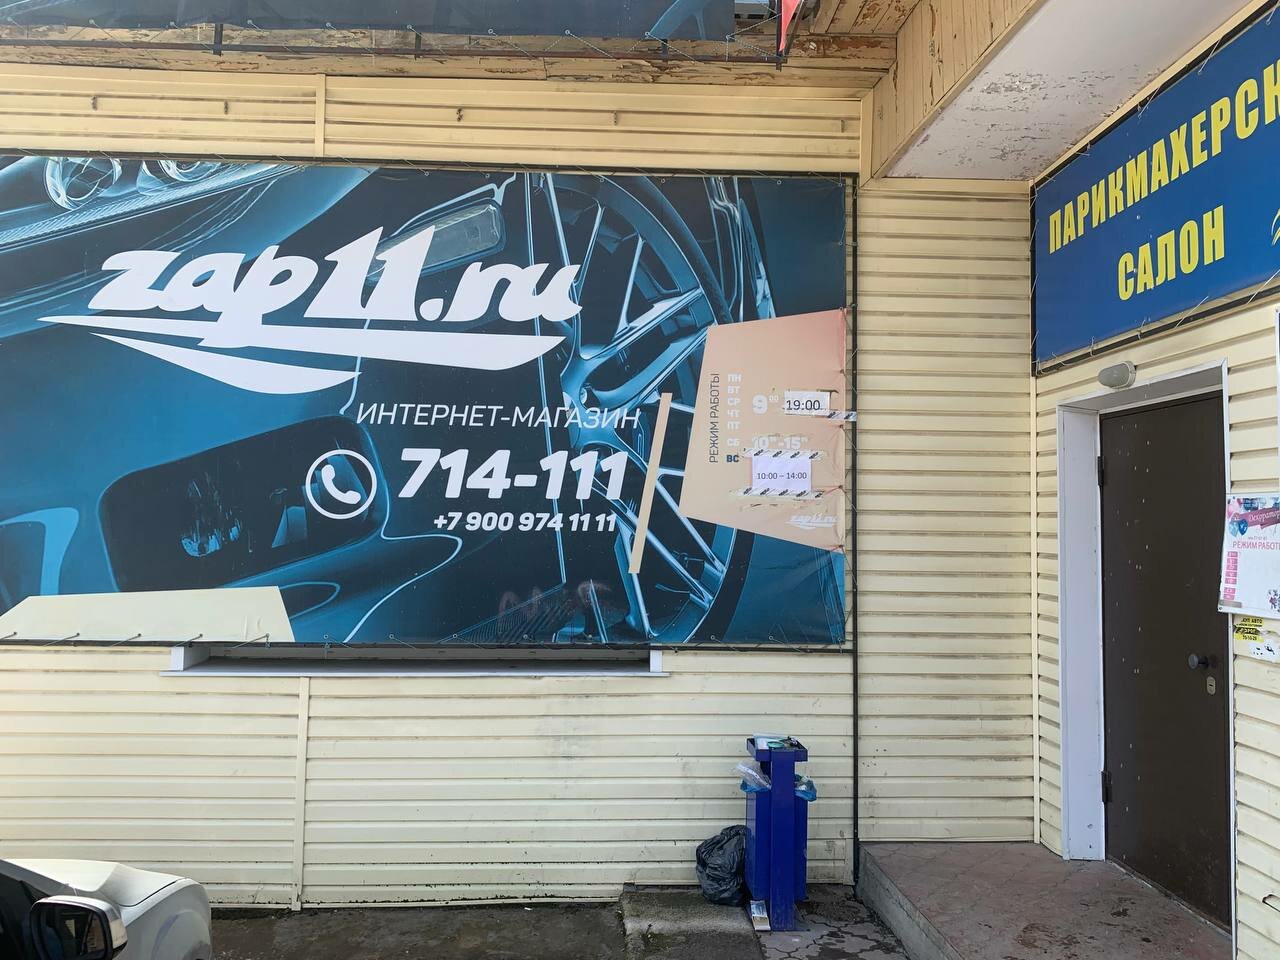 zap11.ru
ИНТЕРНЕТ-МАГАЗИН
714-111
+7 900 974 11 11
РЕЖИМ РАБОТЫ
ПН
ВТ
СР
ЧТ
ПТ
9 00
19:00
СБ
10 -15
ВС
10:00 – 14:00
zap11.ru
ПАРИКМАХЕРСК
САЛОН
РЕЖИМ РАБОТЫ